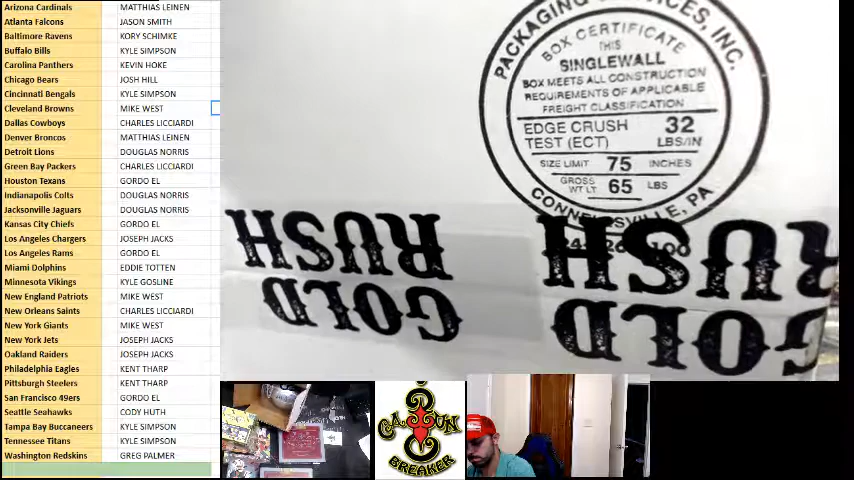 Arizona Cardinals MATTHIAS LEINEN
Atlanta Falcons JASON SMITH
Baltimore Ravens KORY SCHIMKE
Buffalo Bills KYLE SIMPSON
Carolina Panthers KEVIN HOKE
Chicago Bears JOSH HILL
Cincinnati Bengals KYLE SIMPSON
Cleveland Browns MIKE WEST
Dallas Cowboys CHARLES LICCIARDI
Denver Broncos MATTHIAS LEINEN
Detroit Lions DOUGLAS NORRIS
Green Bay Packers CHARLES LICCIARDI
Houston Texans GORDO EL
Indianapolis Colts DOUGLAS NORRIS
Jacksonville Jaguars DOUGLAS NORRIS
Kansas City Chiefs GORDO EL
Los Angeles Chargers JOSEPH JACKS
Los Angeles Rams GORDO EL
Miami Dolphins EDDIE TOTTEN
Minnesota Vikings KYLE GOSLINE
New England Patriots MIKE WEST
New Orleans Saints CHARLES LICCIARDI
New York Giants MIKE WEST
New York Jets JOSEPH JACKS
Oakland Raiders JOSEPH JACKS
Philadelphia Eagles KENT THARP
Pittsburgh Steelers KENT THARP
San Francisco 49ers GORDO EL
Seattle Seahawks CODY HUTH
Tampa Bay Buccaneers KYLE SIMPSON
Tennessee Titans KYLE SIMPSON
Washington Redskins GREG PALMER
PACKAGING SERVICES, INC.
BOX CERTIFICATE
THIS
SINGLEWALL
BOX MEETS ALL CONSTRUCTION
REQUIREMENTS OF APPLICABLE
FREIGHT CLASSIFICATION
EDGE CRUSH
TEST (ECT) 32 LBS/IN
SIZE LIMIT 75 INCHES
GROSS WT LT 65 LBS
CONNELLSVILLE, PA
GOLD
RUSH
GOLD
RUSH
CAJUN
BREAKER